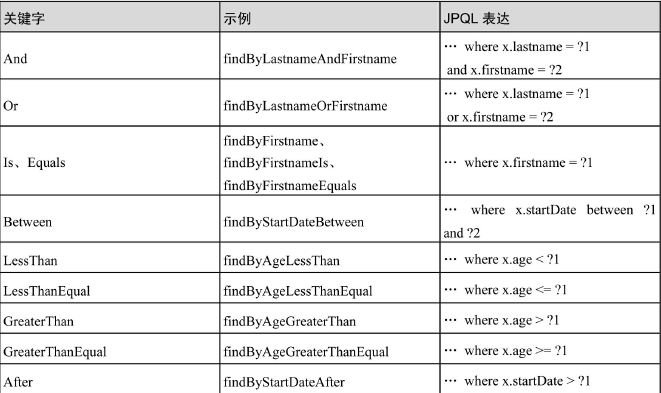 关键字 示例 JPQL 表达
And findByLastnameAndFirstname … where x.lastname = ?1
and x.firstname = ?2
Or findByLastnameOrFirstname … where x.lastname = ?1
or x.firstname = ?2
Is、Equals findByFirstname、
findByFirstnameIs、 … where x.firstname = ?1
findByFirstnameEquals
Between findByStartDateBetween … where x.startDate between ?1
and ?2
LessThan findByAgeLessThan … where x.age < ?1
LessThanEqual findByAgeLessThanEqual … where x.age <= ?1
GreaterThan findByAgeGreaterThan … where x.age > ?1
GreaterThanEqual findByAgeGreaterThanEqual … where x.age >= ?1
After findByStartDateAfter … where x.startDate > ?1